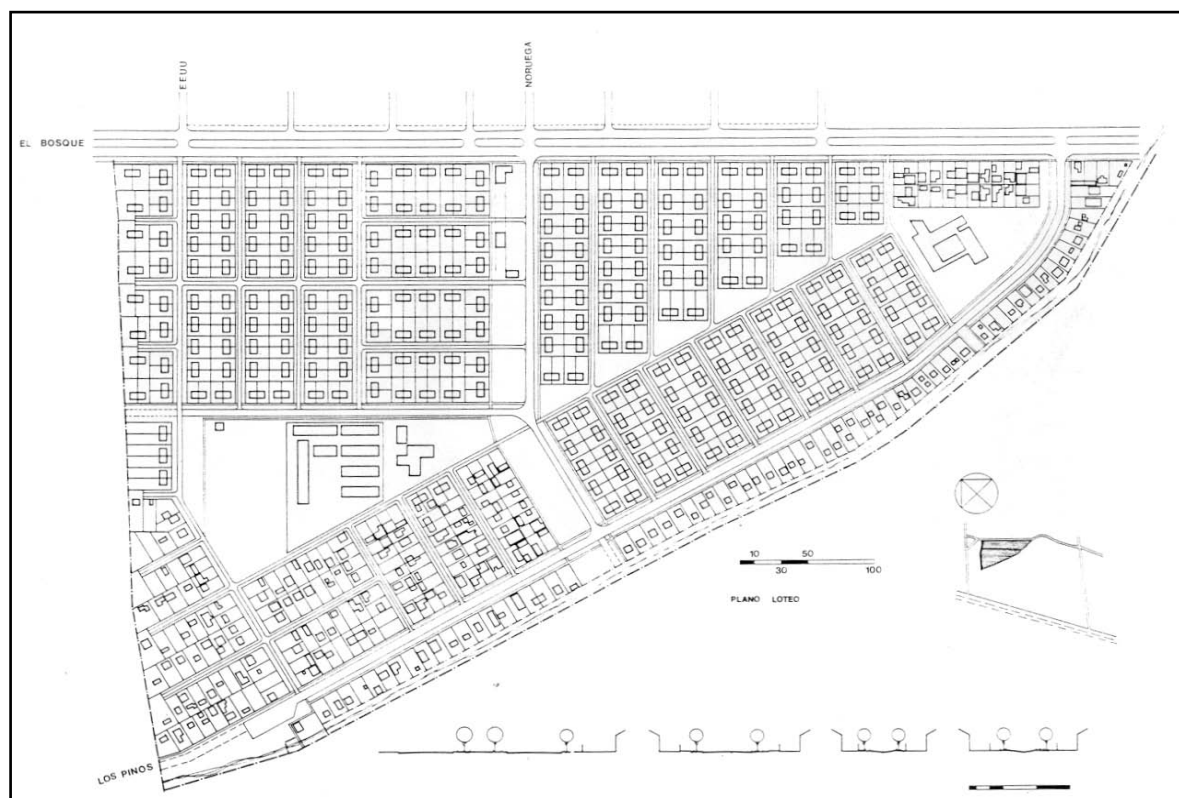 EEUU
NORUEGA
EL BOSQUE
10 50
30 100
PLANO LOTEO
LOS PINOS